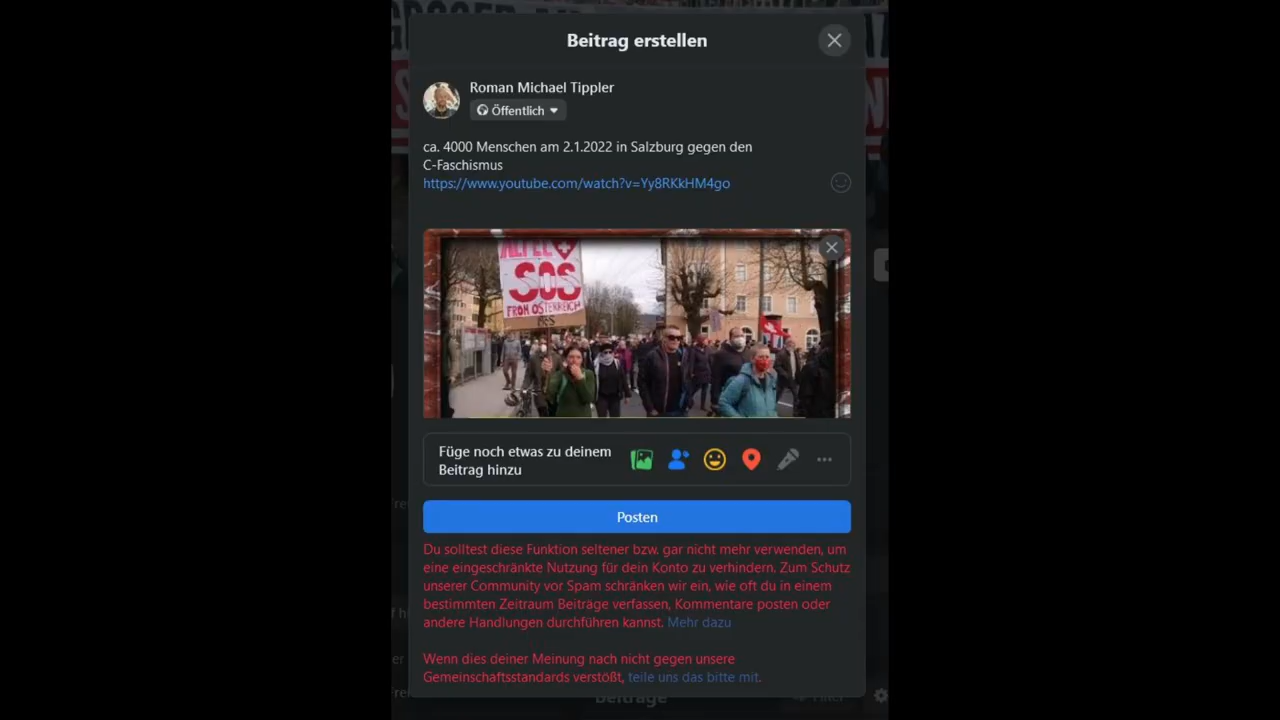 Beitrag erstellen
Roman Michael Tippler
Öffentlich
ca. 4000 Menschen am 2.1.2022 in Salzburg gegen den
C-Faschismus
https://www.youtube.com/watch?v=Yy8RKkHM4go
SOS
FROM ÖSTERREICH
Füge noch etwas zu deinem
Beitrag hinzu
Posten
Du solltest diese Funktion seltener bzw. gar nicht mehr verwenden, um
eine eingeschränkte Nutzung für dein Konto zu verhindern. Zum Schutz
unserer Community vor Spam schränken wir ein, wie oft du in einem
bestimmten Zeitraum Beiträge verfassen, Kommentare posten oder
andere Handlungen durchführen kannst. Mehr dazu
Wenn dies deiner Meinung nach nicht gegen unsere
Gemeinschaftsstandards verstößt, teile uns das bitte mit.
Beiträge